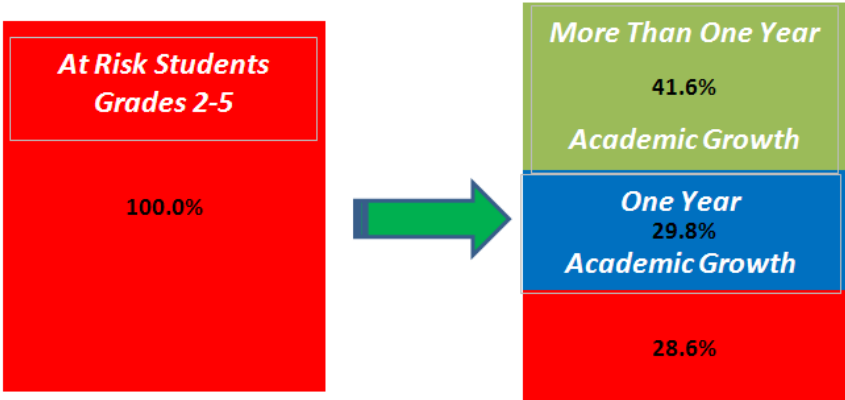 At Risk Students
Grades 2-5
100.0%
More Than One Year
41.6%
Academic Growth
One Year
29.8%
Academic Growth
28.6%